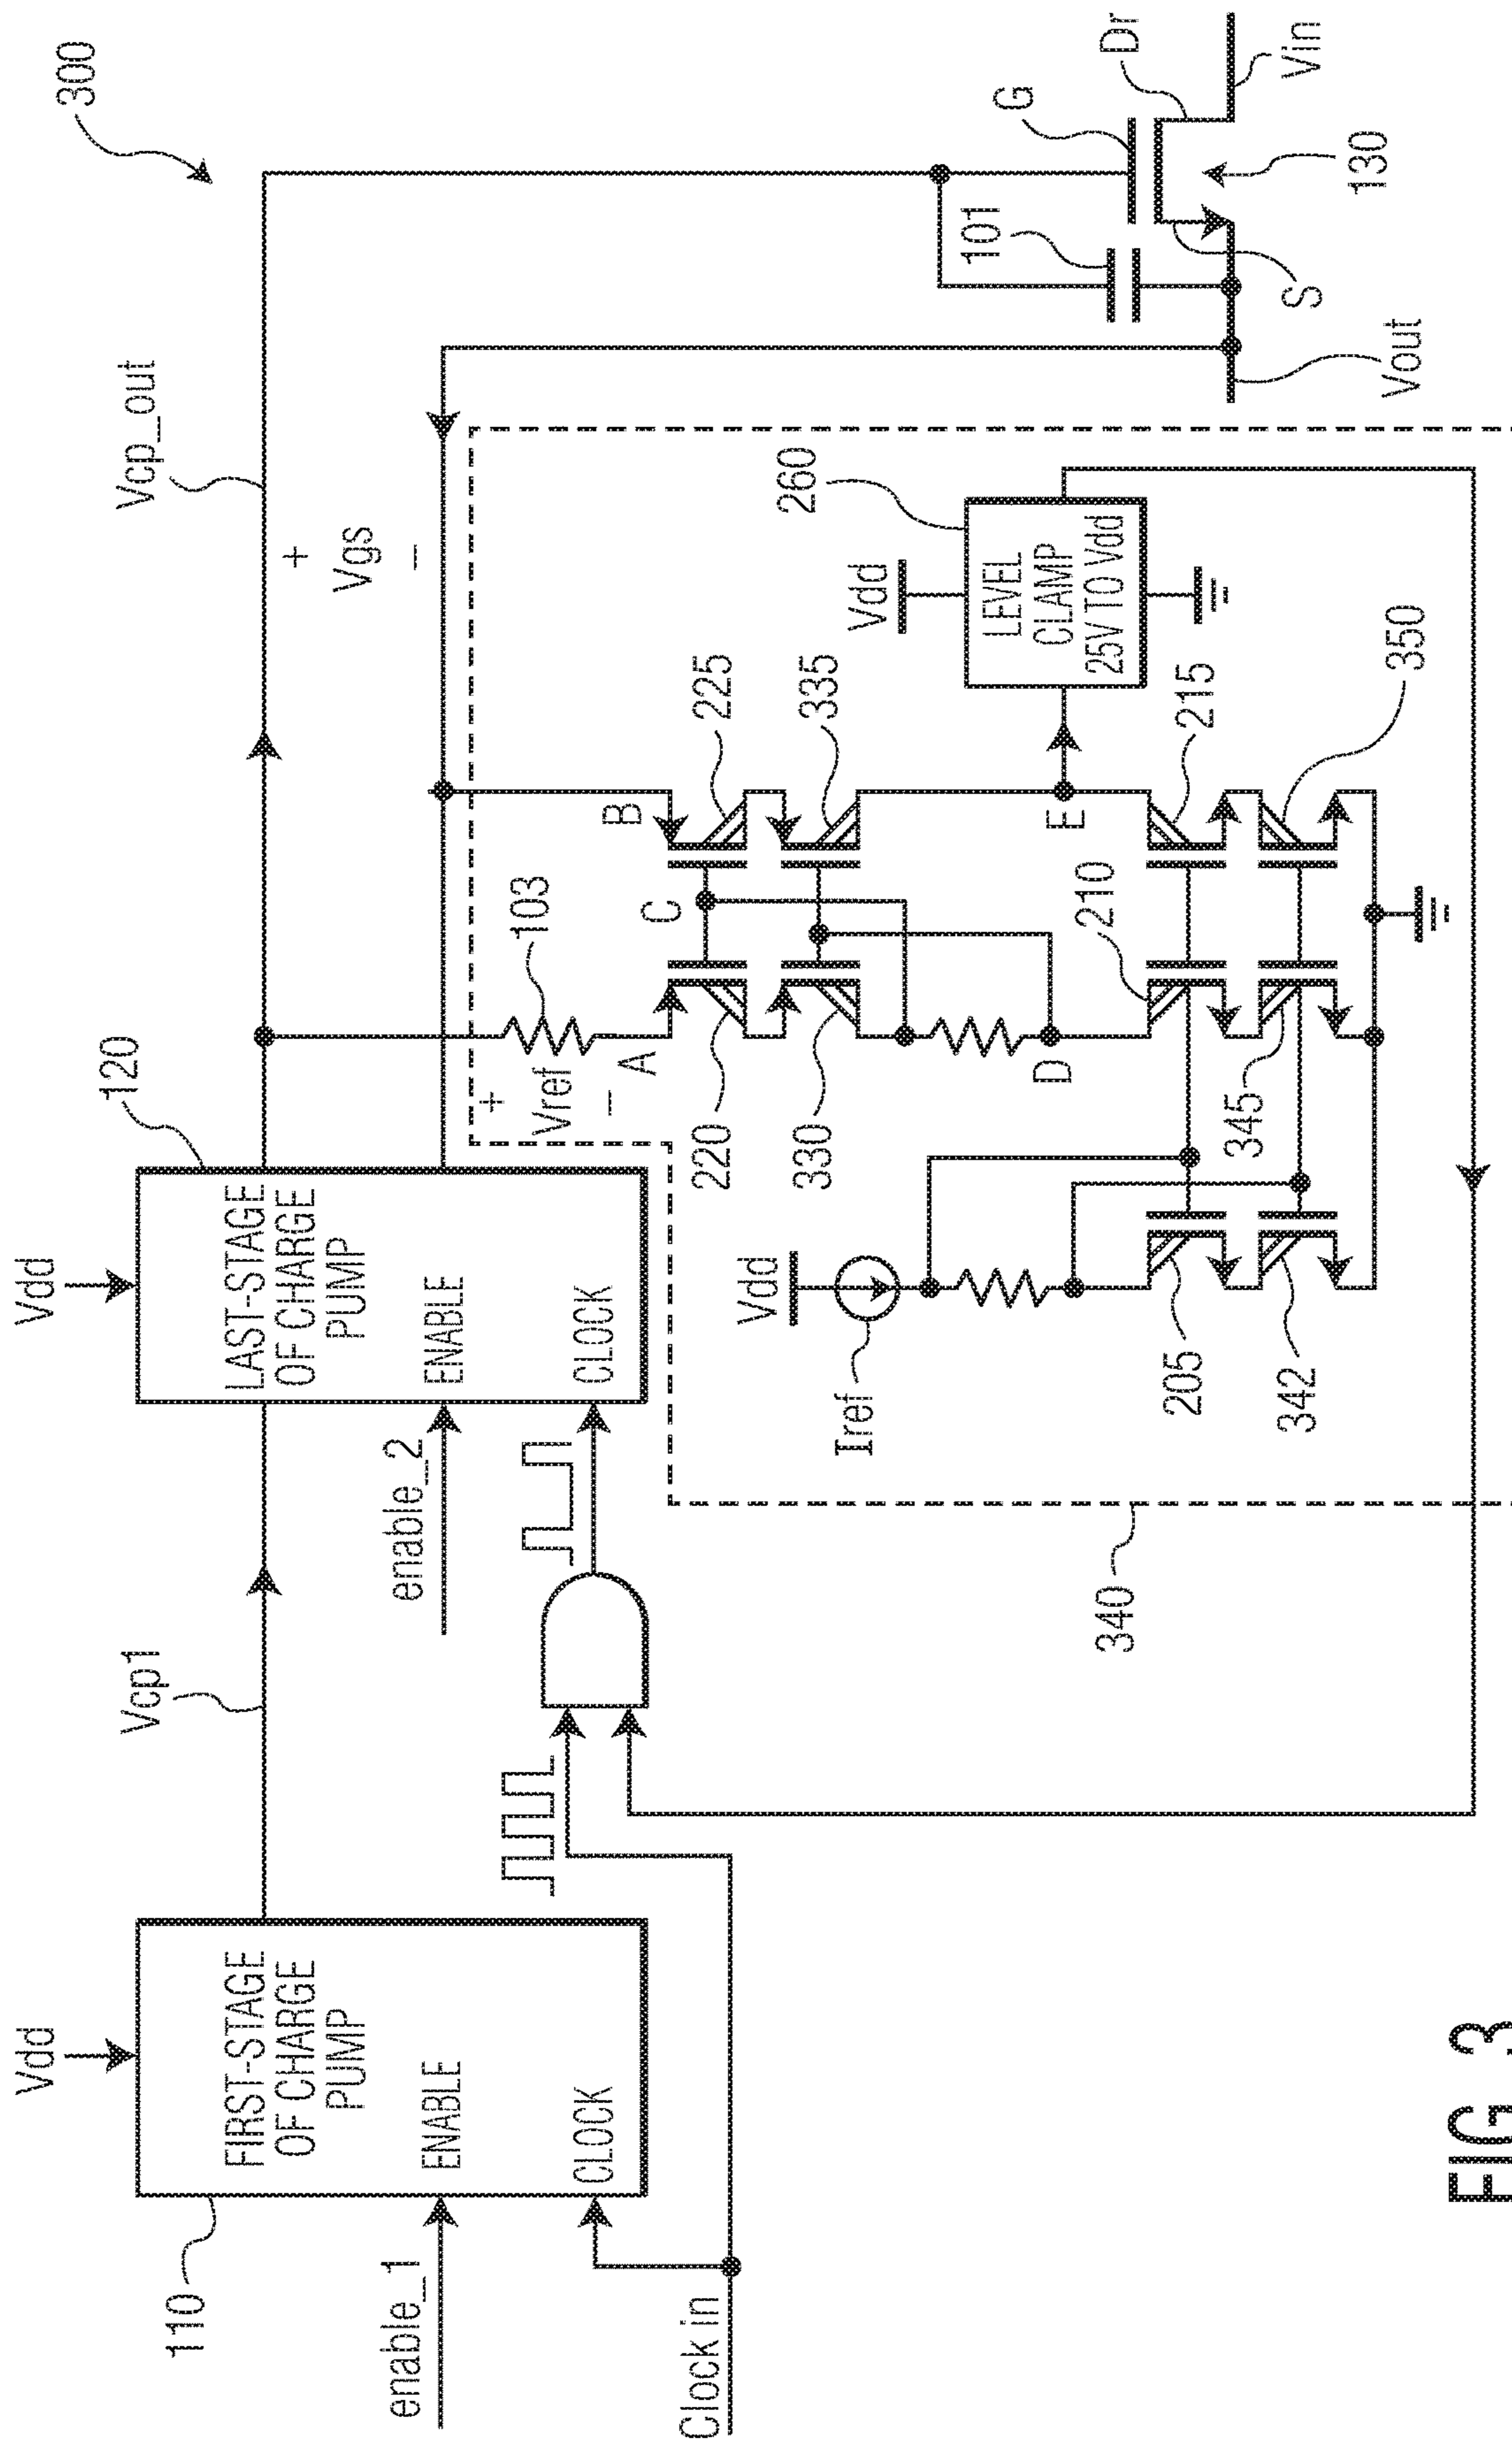 300
Vcp_out
+
Vgs
−
Vdd
120
LAST-STAGE
OF CHARGE
PUMP
ENABLE
CLOCK
enable_2
Vcp1
Vdd
110
FIRST-STAGE
OF CHARGE
PUMP
ENABLE
CLOCK
enable_1
Clock in
G
Dr
101
130
Vin
S
Vout
+
Vref
−
A
103
B
C
220
225
330
335
D
E
Vdd
260
LEVEL
CLAMP
25V TO Vdd
210
215
345
350
Vdd
Iref
205
342
340
FIG. 3